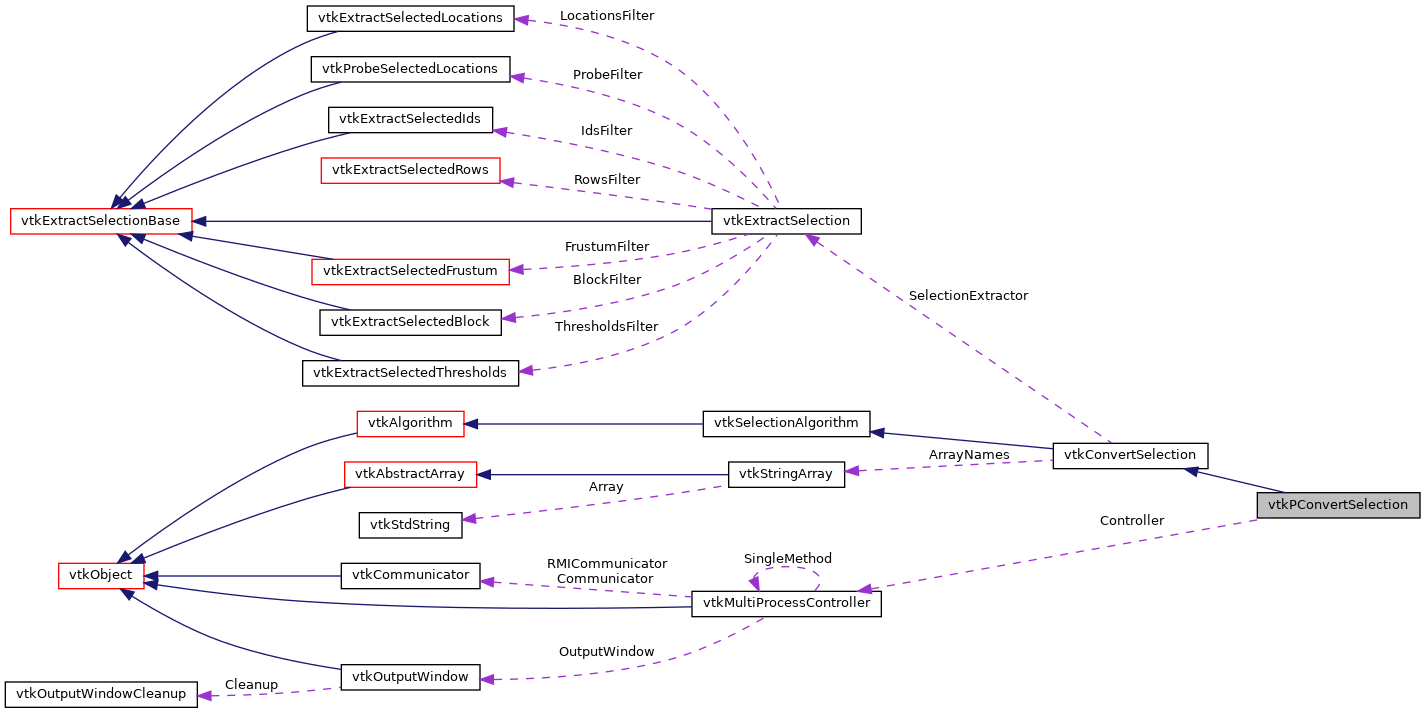 vtkExtractSelectedLocations
LocationsFilter
vtkProbeSelectedLocations
ProbeFilter
vtkExtractSelectedIds
IdsFilter
vtkExtractSelectedRows
RowsFilter
vtkExtractSelectionBase
vtkExtractSelection
FrustumFilter
vtkExtractSelectedFrustum
BlockFilter
SelectionExtractor
vtkExtractSelectedBlock
ThresholdsFilter
vtkExtractSelectedThresholds
vtkAlgorithm
vtkSelectionAlgorithm
ArrayNames
vtkConvertSelection
vtkAbstractArray
vtkStringArray
Array
vtkPConvertSelection
vtkStdString
Controller
SingleMethod
RMICommunicator
Communicator
vtkObject
vtkCommunicator
vtkMultiProcessController
OutputWindow
vtkOutputWindow
Cleanup
vtkOutputWindowCleanup